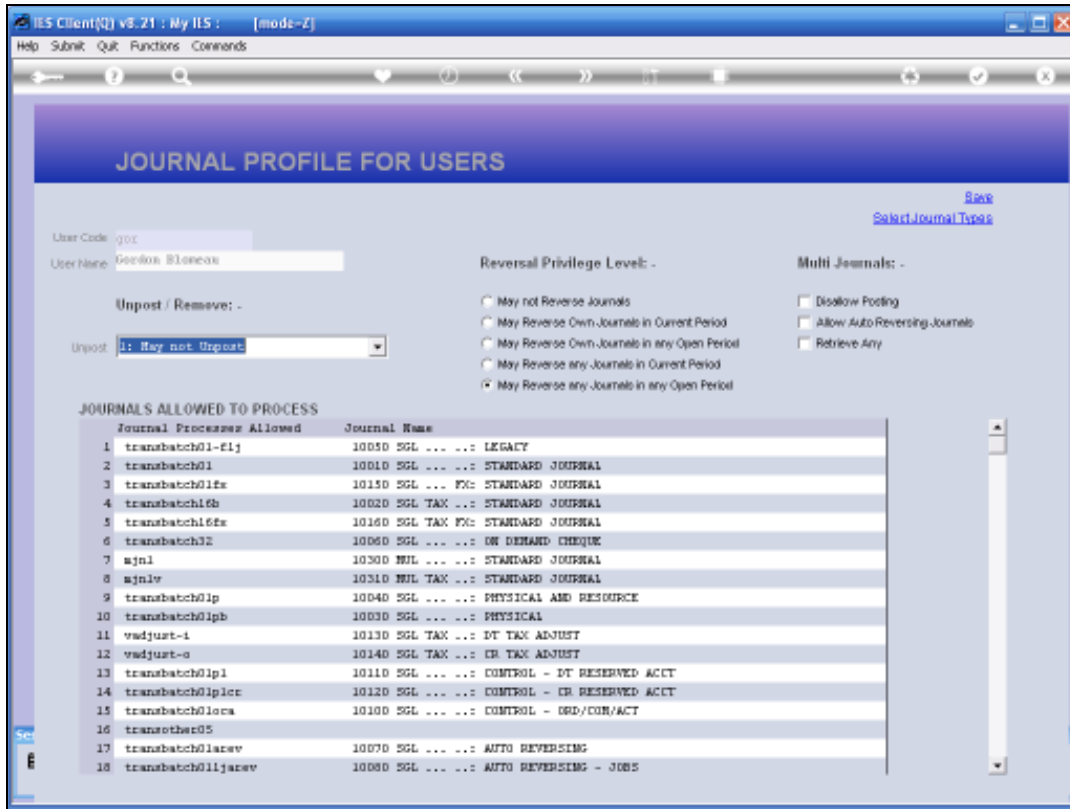 IES Client(Q) v8.21 : My IES : [mode-Z]
Help Submit Quit Functions Commands
JOURNAL PROFILE FOR USERS
Save
Select Journal Types
User Code gox
User Name Gordon Blomeau
Reversal Privilege Level: -
Multi Journals: -
Unpost / Remove: -
May not Reverse Journals
Disallow Posting
May Reverse Own Journals in Current Period
Allow Auto Reversing Journals
Unpost 1: May not Unpost
May Reverse Own Journals in any Open Period
Retrieve Any
May Reverse any Journals in Current Period
May Reverse any Journals in any Open Period
JOURNALS ALLOWED TO PROCESS
Journal Processes Allowed Journal Name
1 transbatch01-flj 10050 SGL ... ..: LEGACY
2 transbatch01 10010 SGL ... ..: STANDARD JOURNAL
3 transbatch01fx 10150 SGL ... FX: STANDARD JOURNAL
4 transbatch16b 10020 SGL TAX ..: STANDARD JOURNAL
5 transbatch16fx 10160 SGL TAX FX: STANDARD JOURNAL
6 transbatch32 10060 SGL ... ..: ON DEMAND CHEQUE
7 mjnl 10300 MUL ... ..: STANDARD JOURNAL
8 mjnlv 10310 MUL TAX ..: STANDARD JOURNAL
9 transbatch01p 10040 SGL ... ..: PHYSICAL AND RESOURCE
10 transbatch01pb 10030 SGL ... ..: PHYSICAL
11 vmdjust-i 10130 SGL TAX ..: DT TAX ADJUST
12 vmdjust-o 10140 SGL TAX ..: CR TAX ADJUST
13 transbatch01pl 10110 SGL ... ..: CONTROL - DT RESERVED ACCT
14 transbatch01plcr 10120 SGL ... ..: CONTROL - CR RESERVED ACCT
15 transbatch01oca 10100 SGL ... ..: CONTROL - ORD/COM/ACT
16 transother05
17 transbatch01arev 10070 SGL ... ..: AUTO REVERSING
18 transbatch01ljarev 10080 SGL ... ..: AUTO REVERSING - JOBS